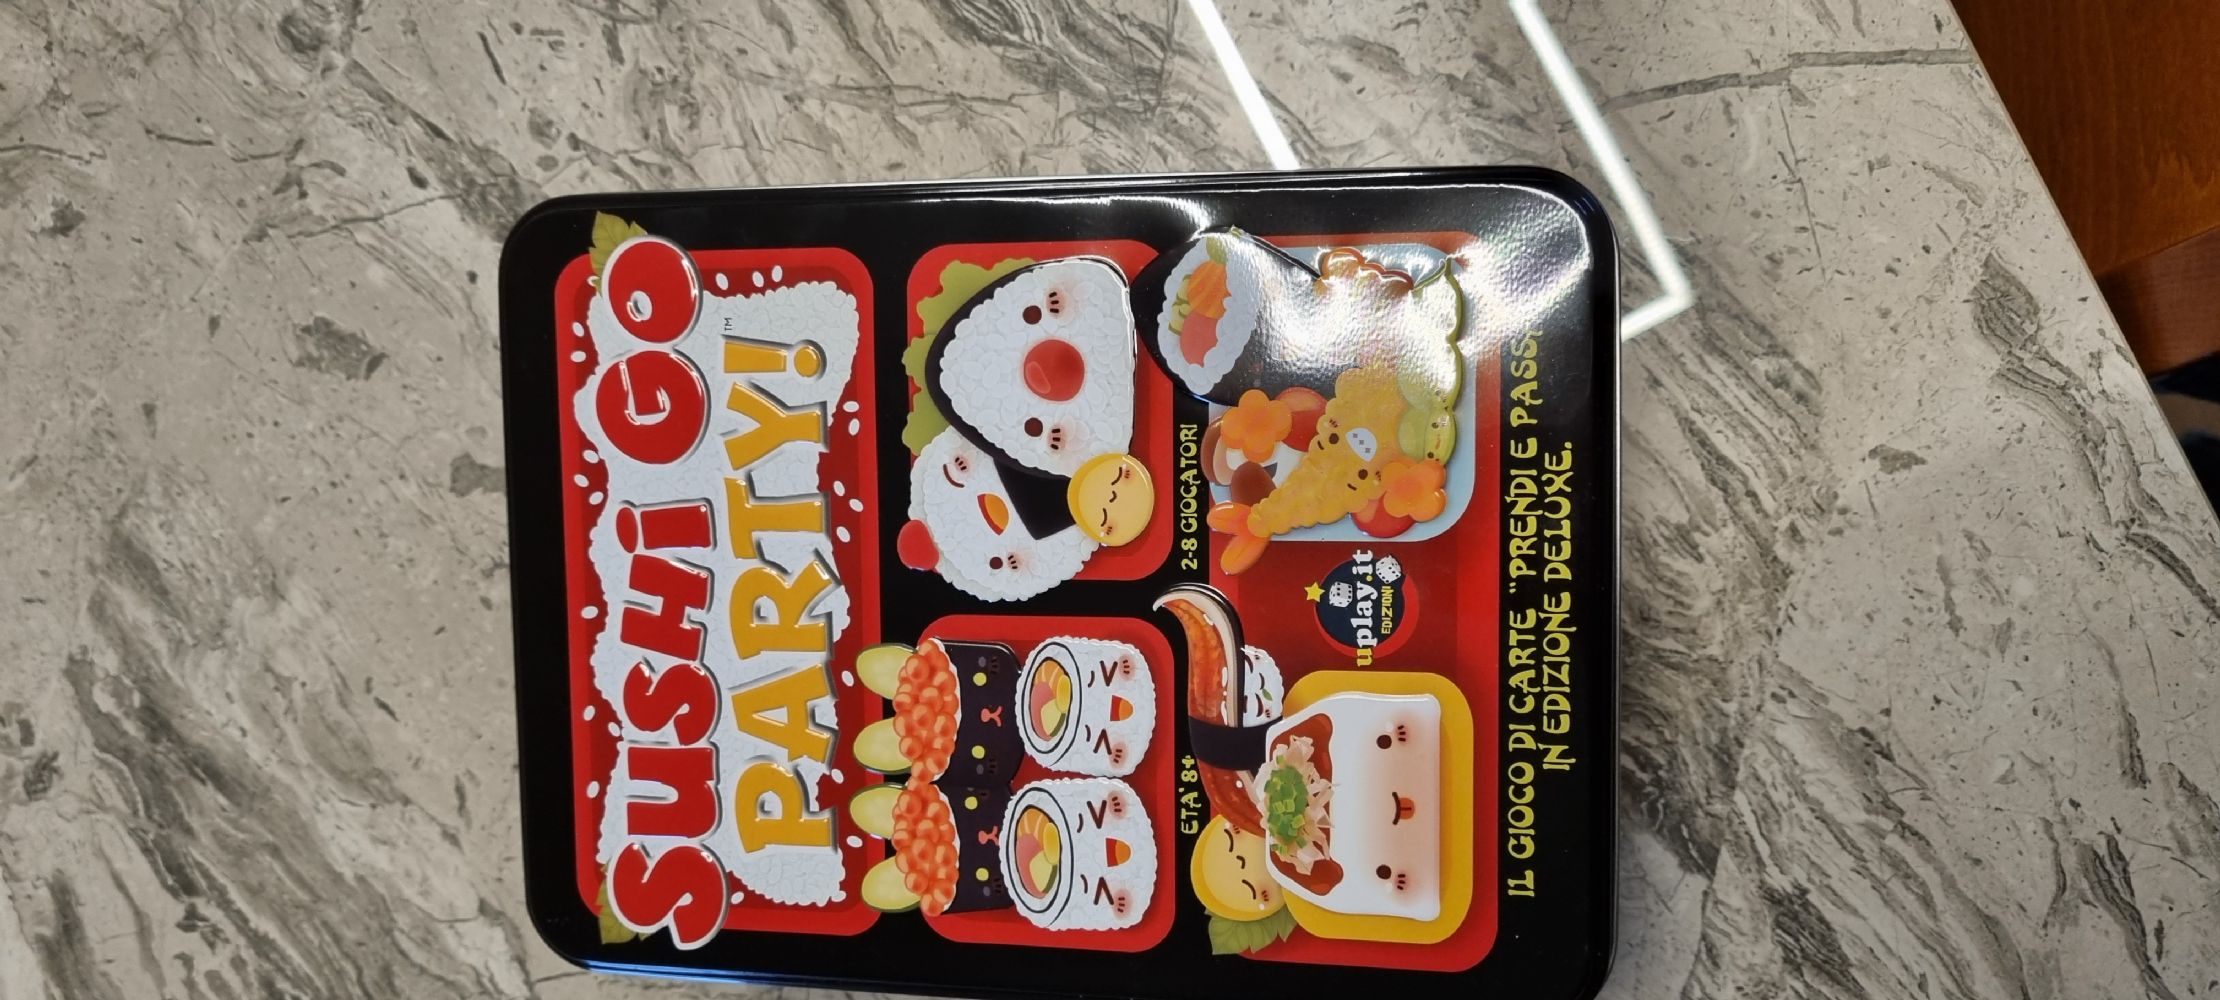 SUSHI GO
PARTY!™
ETA' 8+
2-8 GIOCATORI
uplay.it
EDIZIONI
IL GIOCO DI CARTE "PRENDI E PASSA"
IN EDIZIONE DELUXE.